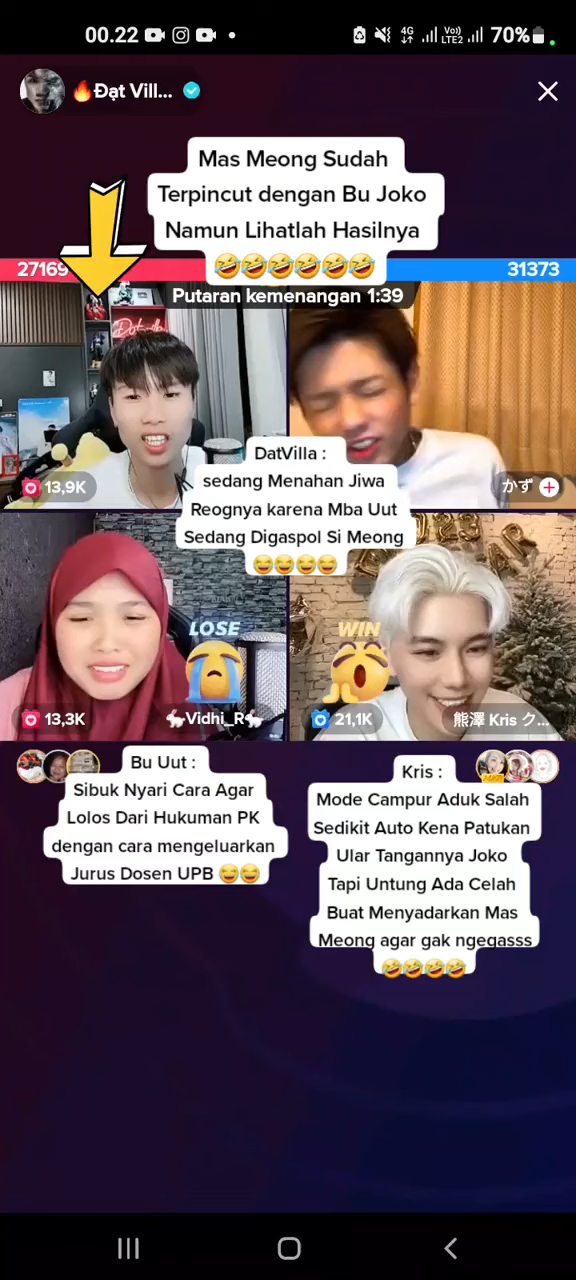 00.22
4G
Vo))
LTE2
70%
🔥Đạt Vill...
Mas Meong Sudah
Terpincut dengan Bu Joko
Namun Lihatlah Hasilnya
🤣🤣🤣🤣🤣🤣
27169
31373
Putaran kemenangan 1:39
DatVilla :
sedang Menahan Jiwa
Reognya karena Mba Uut
Sedang Digaspol Si Meong
😂😂😂😂
13,9K
かず
LOSE
WIN
13,3K
🐇Vidhi_R🐇
21,1K
熊澤 Kris ク...
Bu Uut :
Sibuk Nyari Cara Agar
Lolos Dari Hukuman PK
dengan cara mengeluarkan
Jurus Dosen UPB 😂😂
Kris :
Mode Campur Aduk Salah
Sedikit Auto Kena Patukan
Ular Tangannya Joko
Tapi Untung Ada Celah
Buat Menyadarkan Mas
Meong agar gak ngegasss
🤣🤣🤣🤣